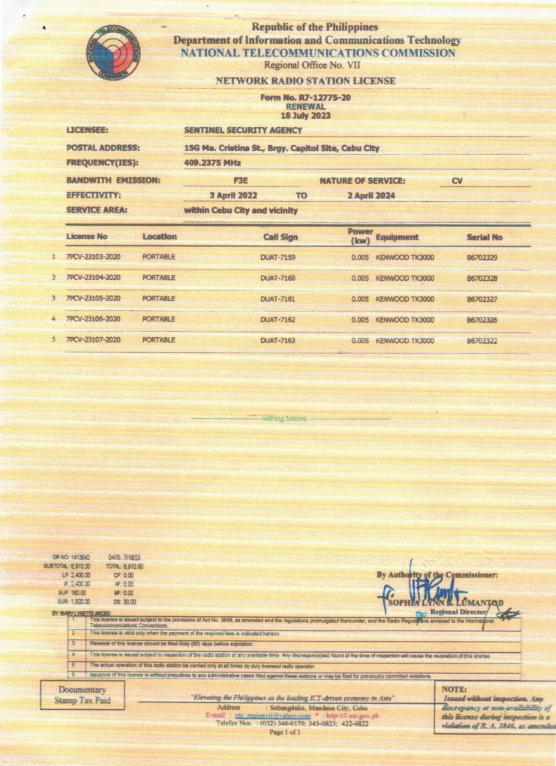 Republic of the Philippines
Department of Information and Communications Technology
NATIONAL TELECOMMUNICATIONS COMMISSION
Regional Office No. VII
NETWORK RADIO STATION LICENSE
Form No. R7-12775-20
RENEWAL
18 July 2023
LICENSEE: SENTINEL SECURITY AGENCY
POSTAL ADDRESS: 15G Ma. Cristina St., Brgy. Capitol Site, Cebu City
FREQUENCY(IES): 409.2375 MHz
BANDWITH EMISSION: F3E NATURE OF SERVICE: CV
EFFECTIVITY: 3 April 2022 TO 2 April 2024
SERVICE AREA: within Cebu City and vicinity
License No Location Call Sign Power (kw) Equipment Serial No
1 7PCV-23103-2020 PORTABLE DUAT-7159 0.005 KENWOOD TK3000 B6702329
2 7PCV-23104-2020 PORTABLE DUAT-7160 0.005 KENWOOD TK3000 B6702328
3 7PCV-23105-2020 PORTABLE DUAT-7161 0.005 KENWOOD TK3000 B6702327
4 7PCV-23106-2020 PORTABLE DUAT-7162 0.005 KENWOOD TK3000 B6702326
5 7PCV-23107-2020 PORTABLE DUAT-7163 0.005 KENWOOD TK3000 B6702322
nothing follows
OR NO: 1413642 DATE: 7/18/23
SUBTOTAL: 8,910.00 TOTAL: 8,910.00
LF: 2,400.00 CP: 0.00
IF: 2,400.00 AF: 0.00
SUF: 160.00 MF: 0.00
SUR: 1,920.00 DS: 30.00
BY: MARY LYNETTE
By Authority of the Commissioner:
SOPHIA LYNN B. LUMANTOD
Regional Director
1 This license is issued subject to the provisions of Act No. 3846, as amended and the regulations promulgated thereunder, and the Radio Regulations annexed to the International
Telecommunications Conventions.
2 This license is valid only when the payment of the required fees is indicated hereon.
3 Renewal of this license should be filed sixty (60) days before expiration.
4 This license is issued subject to inspection of the radio station at any available time. Any discrepancy(ies) found at the time of inspection will cause the revocation of this license.
5 The actual operation of this radio station be carried only at all times by duly licensed radio operator.
6 Issuance of this license is without prejudice to any administrative cases filed against these stations or may be filed for previously committed violations.
Documentary
Stamp Tax Paid
"Elevating the Philippines as the leading ICT-driven economy in Asia"
Address : Subangdaku, Mandaue City, Cebu
E-mail : ntc_region7@yahoo.com * http://r7.ntc.gov.ph
Telefax Nos. : (032) 346-0179; 345-0823; 422-6822
Page 1 of 1
NOTE:
Issued without inspection. Any
discrepancy or non-availability of
this license during inspection is a
violation of R. A. 3846, as amended